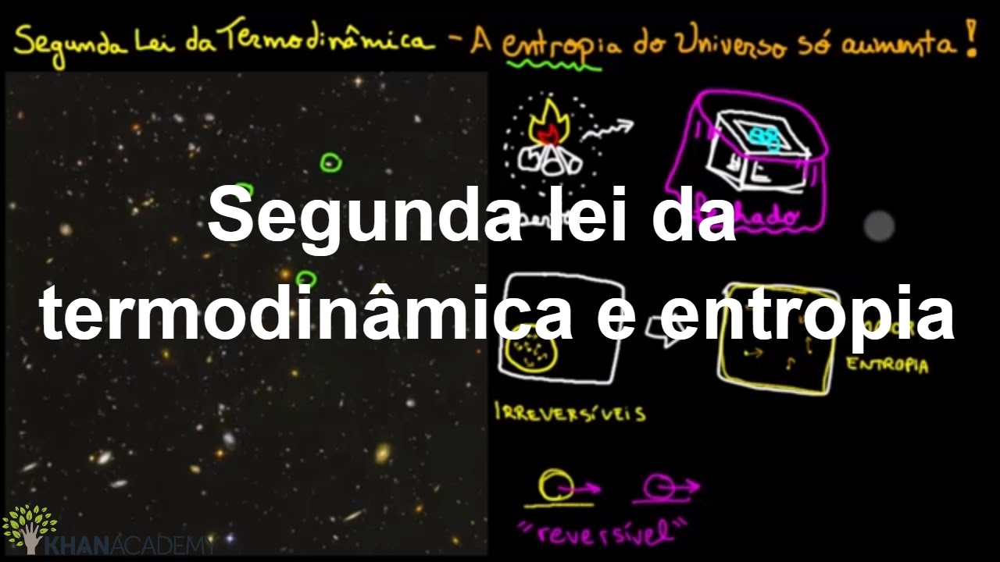 Segunda Lei da Termodinâmica - A entropia do Universo só aumenta!
Segunda lei da
termodinâmica e entropia
ENTROPIA
IRREVERSÍVEIS
"reversível"
KHANACADEMY